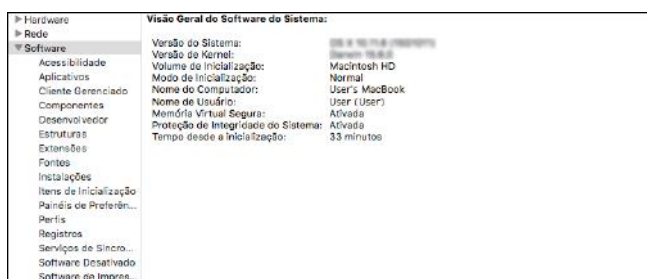 Hardware
Rede
Software
Acessibilidade
Aplicativos
Cliente Gerenciado
Componentes
Desenvolvedor
Estruturas
Extensões
Fontes
Instalações
Itens de Inicialização
Painéis de Preferên...
Perfis
Registros
Serviços de Sincro...
Software Desativado
Software de Impres...
Visão Geral do Software do Sistema:
Versão do Sistema:
Versão de Kernel:
Volume de Inicialização: Macintosh HD
Modo de Inicialização: Normal
Nome do Computador: User's MacBook
Nome de Usuário: User (User)
Memória Virtual Segura: Ativada
Proteção de Integridade do Sistema: Ativada
Tempo desde a inicialização: 33 minutos